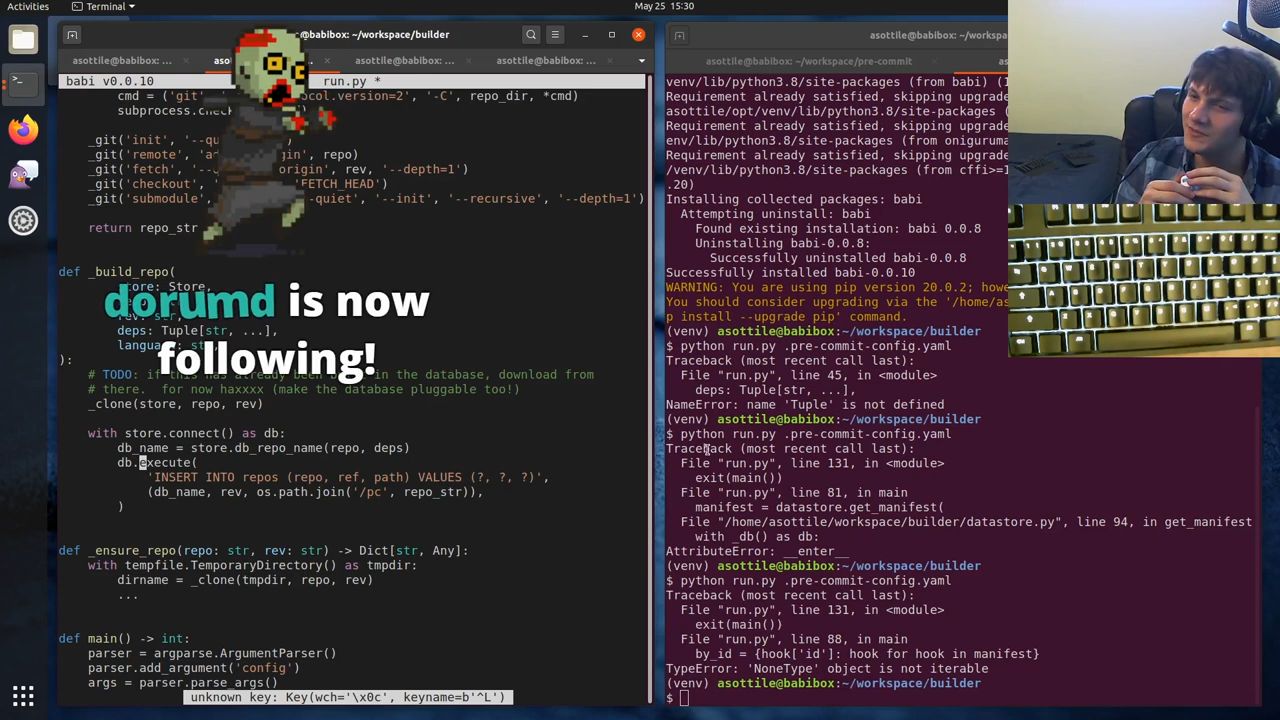 Activities
Terminal
May 25 15:30
@babibox: ~/workspace/builder
asottile@babi
asottile@babibox: ...
aso
asottile@babibox:~/...
asottile@babibox: ...
asottile@babibox: ~/workspace/pre-commit
babi v0.0.10
run.py *
cmd = ('git',
ocol.version=2', '-C', repo_dir, *cmd)
subprocess.check
_git('init', '--qu
_git('remote', 'a
gin', repo)
_git('fetch', '--
origin', rev, '--depth=1')
_git('checkout',
'FETCH_HEAD')
_git('submodule',
--quiet', '--init', '--recursive', '--depth=1')
return repo_str
def _build_repo(
store: Store,
dorumd is now
following!
deps: Tuple[str, ...],
):
# TODO: if this has already been built in the database, download from
# there.  for now haxxxx (make the database pluggable too!)
_clone(store, repo, rev)
with store.connect() as db:
db_name = store.db_repo_name(repo, deps)
db.execute(
'INSERT INTO repos (repo, ref, path) VALUES (?, ?, ?)',
(db_name, rev, os.path.join('/pc', repo_str)),
)
def _ensure_repo(repo: str, rev: str) -> Dict[str, Any]:
with tempfile.TemporaryDirectory() as tmpdir:
dirname = _clone(tmpdir, repo, rev)
...
def main() -> int:
parser = argparse.ArgumentParser()
parser.add_argument('config')
args = parser.parse_args()
unknown key: Key(wch='\x0c', keyname=b'^L')
venv/lib/python3.8/site-packages (from babi) (1
Requirement already satisfied, skipping upgrade
asottile/opt/venv/lib/python3.8/site-packages (
Requirement already satisfied, skipping upgrade
env/lib/python3.8/site-packages (from oniguruma
Requirement already satisfied, skipping upgrade
/venv/lib/python3.8/site-packages (from cffi>=1
.20)
Installing collected packages: babi
Attempting uninstall: babi
Found existing installation: babi 0.0.8
Uninstalling babi-0.0.8:
Successfully uninstalled babi-0.0.8
Successfully installed babi-0.0.10
WARNING: You are using pip version 20.0.2; howe
You should consider upgrading via the '/home/as
p install --upgrade pip' command.
(venv) asottile@babibox:~/workspace/builder
$ python run.py .pre-commit-config.yaml
Traceback (most recent call last):
File "run.py", line 45, in <module>
deps: Tuple[str, ...],
NameError: name 'Tuple' is not defined
(venv) asottile@babibox:~/workspace/builder
$ python run.py .pre-commit-config.yaml
Traceback (most recent call last):
File "run.py", line 131, in <module>
exit(main())
File "run.py", line 81, in main
manifest = datastore.get_manifest(
File "/home/asottile/workspace/builder/datastore.py", line 94, in get_manifest
with _db() as db:
AttributeError: __enter__
(venv) asottile@babibox:~/workspace/builder
$ python run.py .pre-commit-config.yaml
Traceback (most recent call last):
File "run.py", line 131, in <module>
exit(main())
File "run.py", line 88, in main
by_id = {hook['id']: hook for hook in manifest}
TypeError: 'NoneType' object is not iterable
(venv) asottile@babibox:~/workspace/builder
$